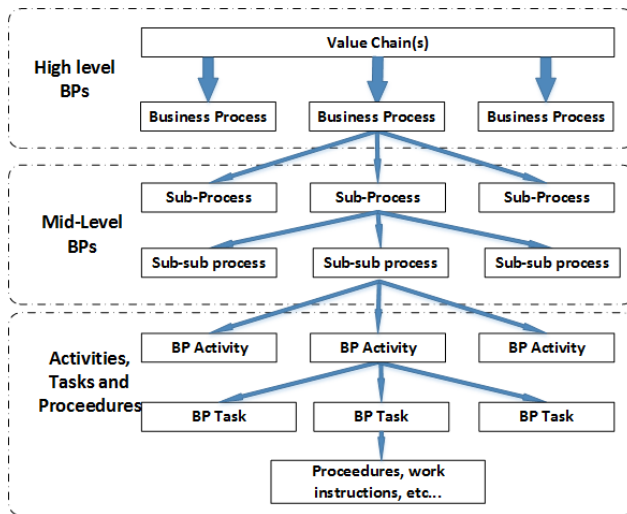 Value Chain(s)
High level
BPs
Business Process
Business Process
Business Process
Sub-Process
Sub-Process
Sub-Process
Mid-Level
BPs
Sub-sub process
Sub-sub process
Sub-sub process
Activities,
Tasks and
Proceedures
BP Activity
BP Activity
BP Activity
BP Task
BP Task
BP Task
Proceedures, work
instructions, etc...